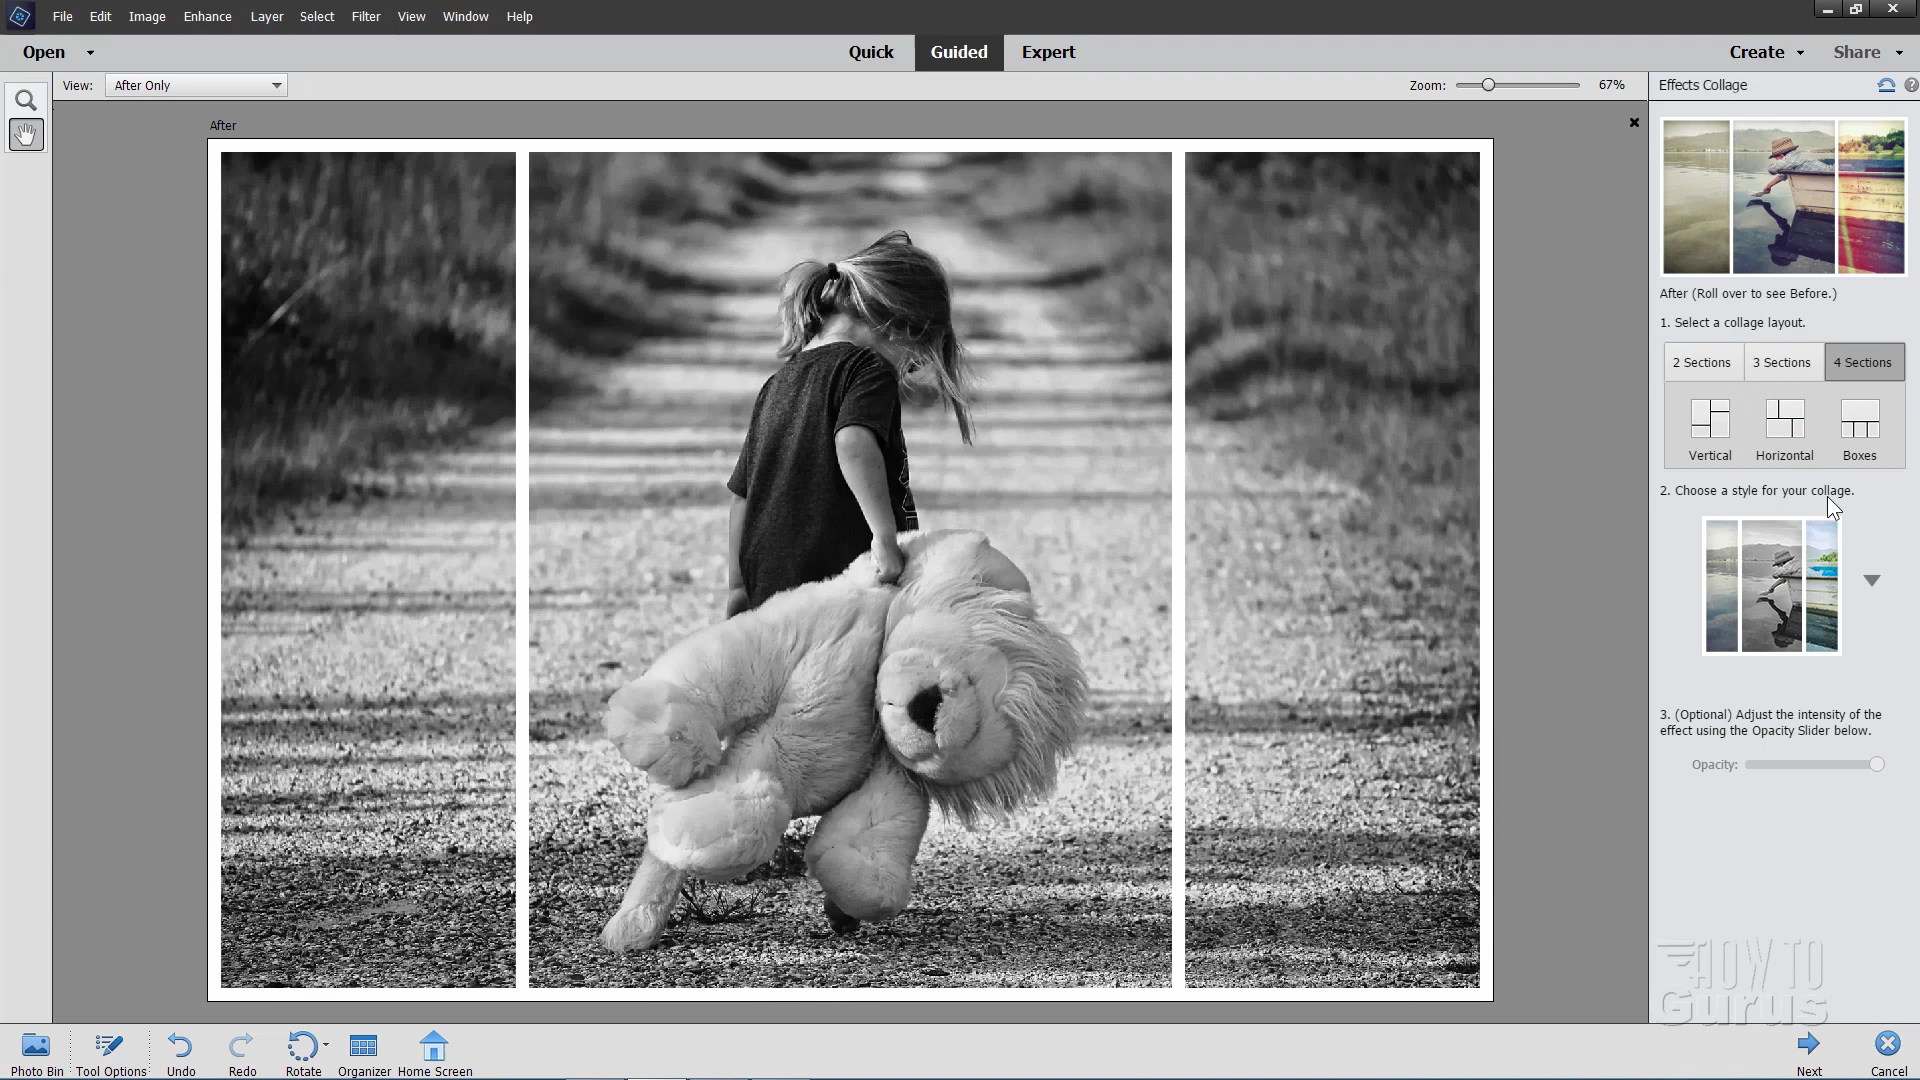 File Edit Image Enhance Layer Select Filter View Window Help
Open Quick Guided Expert Create Share
View: After Only Zoom: 67% Effects Collage
After
After (Roll over to see Before.)
1. Select a collage layout.
2 Sections 3 Sections 4 Sections
Vertical Horizontal Boxes
2. Choose a style for your collage.
3. (Optional) Adjust the intensity of the
effect using the Opacity Slider below.
Opacity:
HOW TO
Gurus
Photo Bin Tool Options Undo Redo Rotate Organizer Home Screen Next Cancel